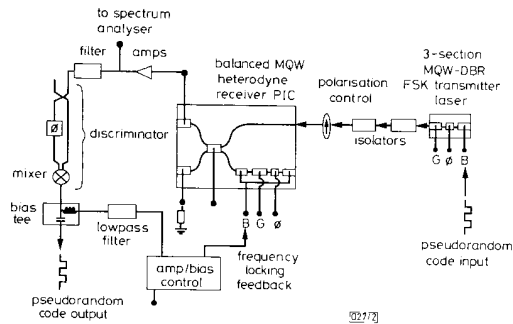 to spectrum
analyser
filter
amps
balanced MQW
heterodyne
receiver PIC
polarisation
control
3-section
MQW-DBR
FSK transmitter
laser
ø
discriminator
isolators
G ø B
mixer
bias
tee
lowpass
filter
B G ø
amp/bias
control
frequency
locking
feedback
pseudorandom
code input
pseudorandom
code output
021/2